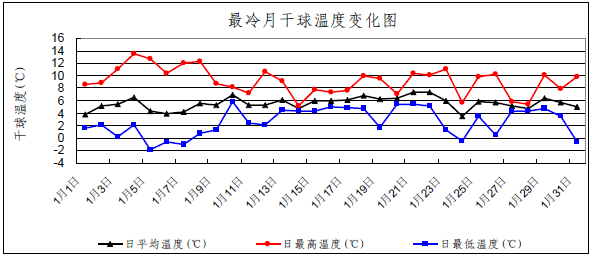 最冷月干球温度变化图
干球温度(℃)
16
14
12
10
8
6
4
2
0
-2
-4
1月1日
1月3日
1月5日
1月7日
1月9日
1月11日
1月13日
1月15日
1月17日
1月19日
1月21日
1月23日
1月25日
1月27日
1月29日
1月31日
日平均温度(℃) 日最高温度(℃) 日最低温度(℃)